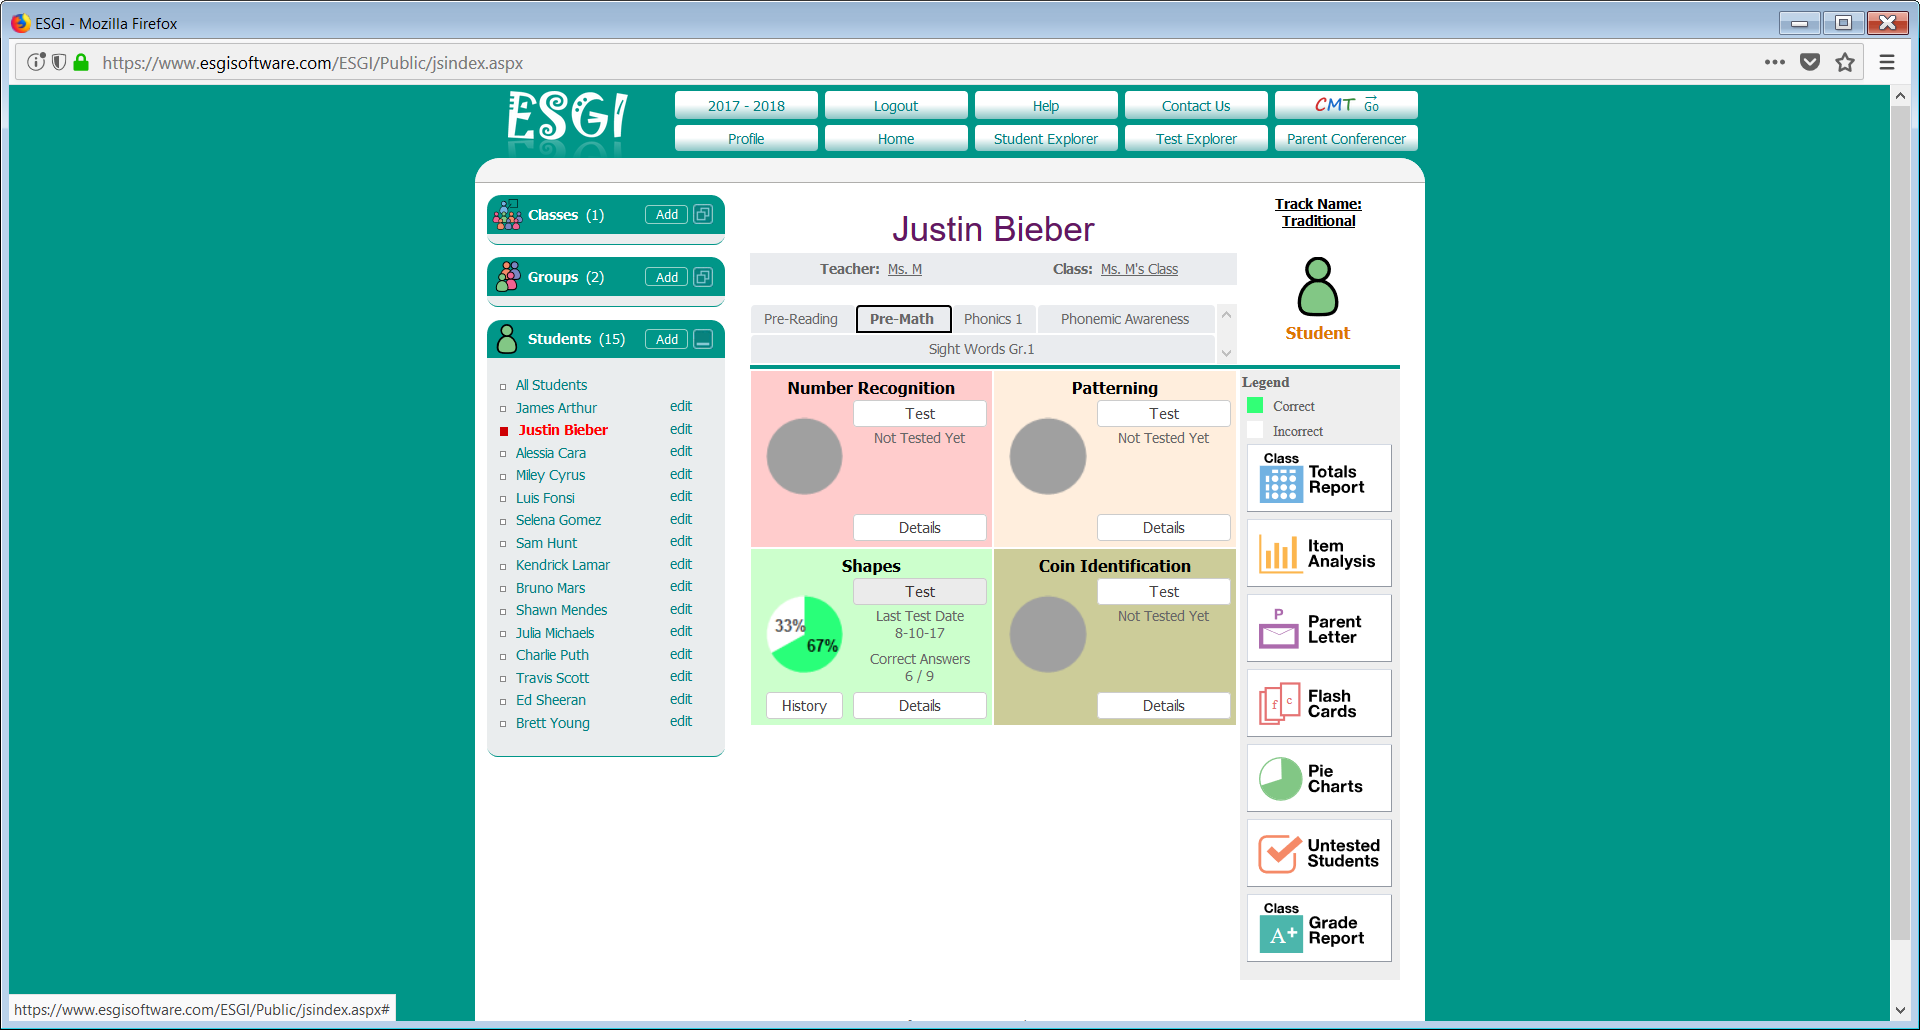 ESGI - Mozilla Firefox
https://www.esgisoftware.com/ESGI/Public/jsindex.aspx
ESGI
2017 - 2018
Logout
Help
Contact Us
CMT Go
Profile
Home
Student Explorer
Test Explorer
Parent Conferencer
Classes (1)
Add
Groups (2)
Add
Students (15)
Add
All Students
James Arthur edit
Justin Bieber edit
Alessia Cara edit
Miley Cyrus edit
Luis Fonsi edit
Selena Gomez edit
Sam Hunt edit
Kendrick Lamar edit
Bruno Mars edit
Shawn Mendes edit
Julia Michaels edit
Charlie Puth edit
Travis Scott edit
Ed Sheeran edit
Brett Young edit
Justin Bieber
Teacher: Ms. M
Class: Ms. M's Class
Pre-Reading
Pre-Math
Phonics 1
Phonemic Awareness
Sight Words Gr.1
Number Recognition
Test
Not Tested Yet
Details
Patterning
Test
Not Tested Yet
Details
Shapes
Test
33%
67%
Last Test Date
8-10-17
Correct Answers
6 / 9
History
Details
Coin Identification
Test
Not Tested Yet
Details
Track Name:
Traditional
Student
Legend
Correct
Incorrect
Class
Totals
Report
Item
Analysis
P
Parent
Letter
f
c
Flash
Cards
Pie
Charts
Untested
Students
Class
A+
Grade
Report
https://www.esgisoftware.com/ESGI/Public/jsindex.aspx#